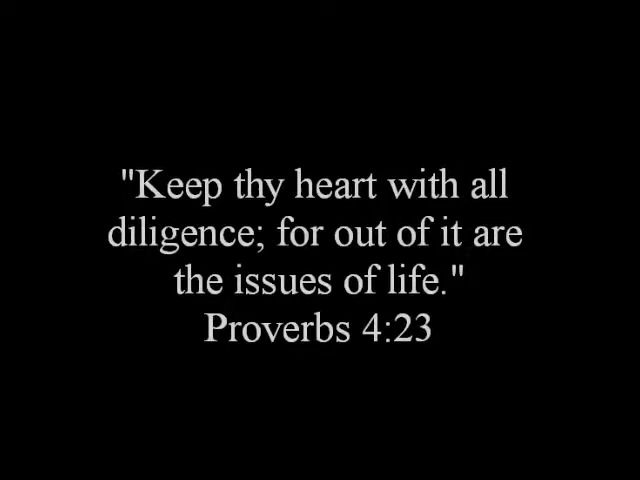 "Keep thy heart with all
diligence; for out of it are
the issues of life."
Proverbs 4:23